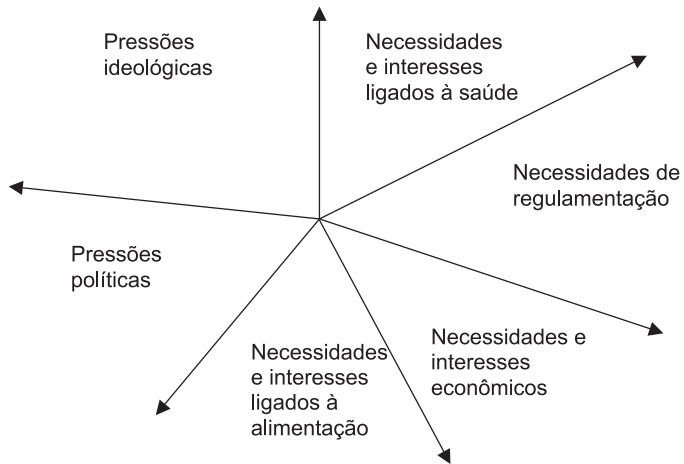 Pressões
ideológicas
Necessidades
e interesses
ligados à saúde
Necessidades de
regulamentação
Pressões
políticas
Necessidades e
interesses
econômicos
Necessidades
e interesses
ligados à
alimentação